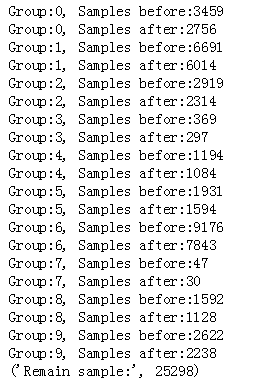 Group:0, Samples before:3459
Group:0, Samples after:2756
Group:1, Samples before:6691
Group:1, Samples after:6014
Group:2, Samples before:2919
Group:2, Samples after:2314
Group:3, Samples before:369
Group:3, Samples after:297
Group:4, Samples before:1194
Group:4, Samples after:1084
Group:5, Samples before:1931
Group:5, Samples after:1594
Group:6, Samples before:9176
Group:6, Samples after:7843
Group:7, Samples before:47
Group:7, Samples after:30
Group:8, Samples before:1592
Group:8, Samples after:1128
Group:9, Samples before:2622
Group:9, Samples after:2238
('Remain sample:', 25298)